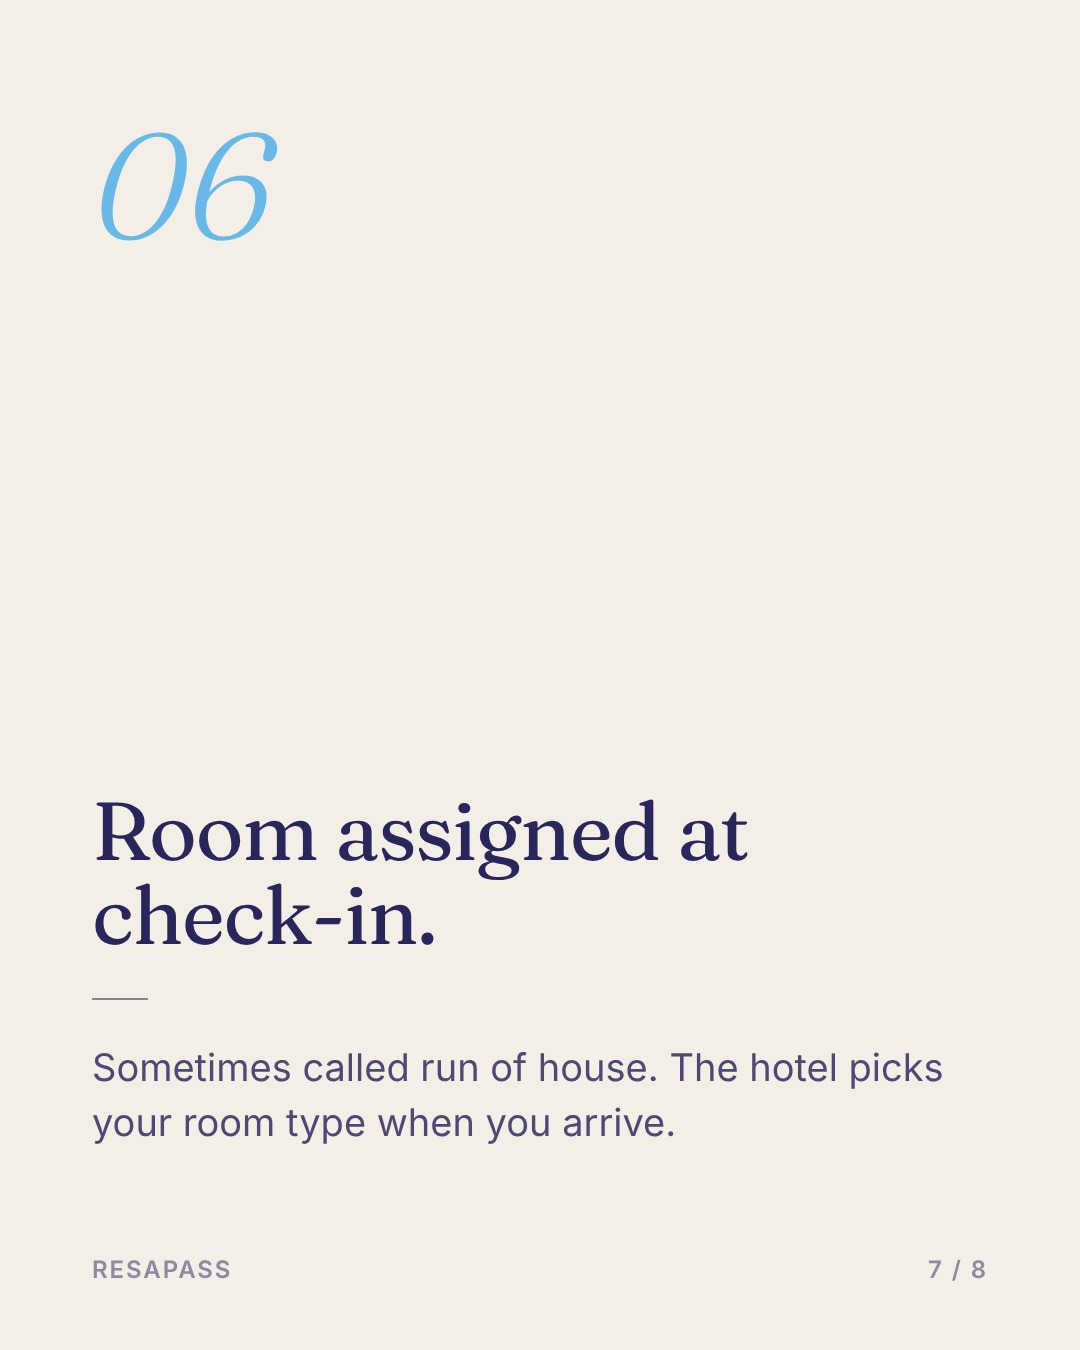 06
Room assigned at
check-in.
Sometimes called run of house. The hotel picks
your room type when you arrive.
RESAPASS
7 / 8